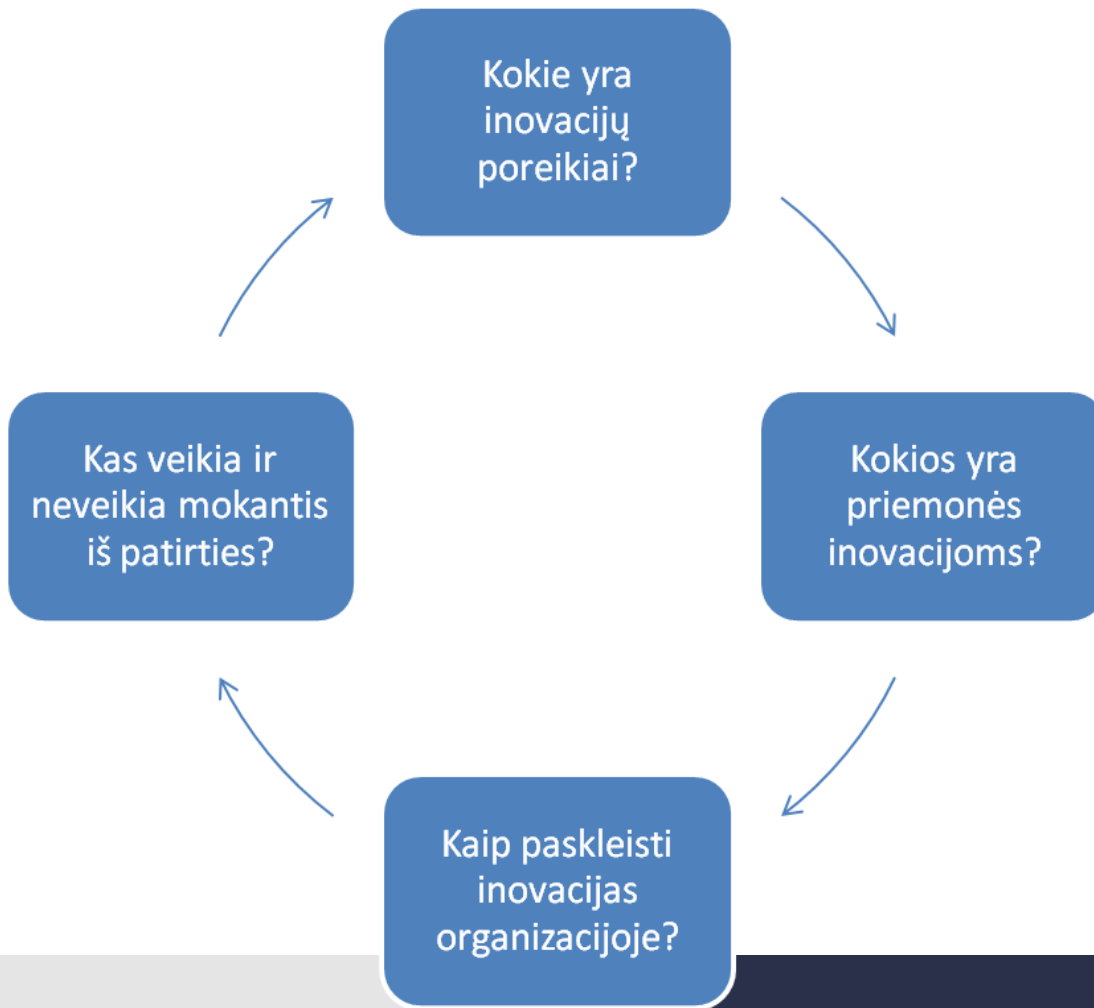 Kokie yra
inovacijų
poreikiai?
Kokios yra
priemonės
inovacijoms?
Kaip paskleisti
inovacijas
organizacijoje?
Kas veikia ir
neveikia mokantis
iš patirties?